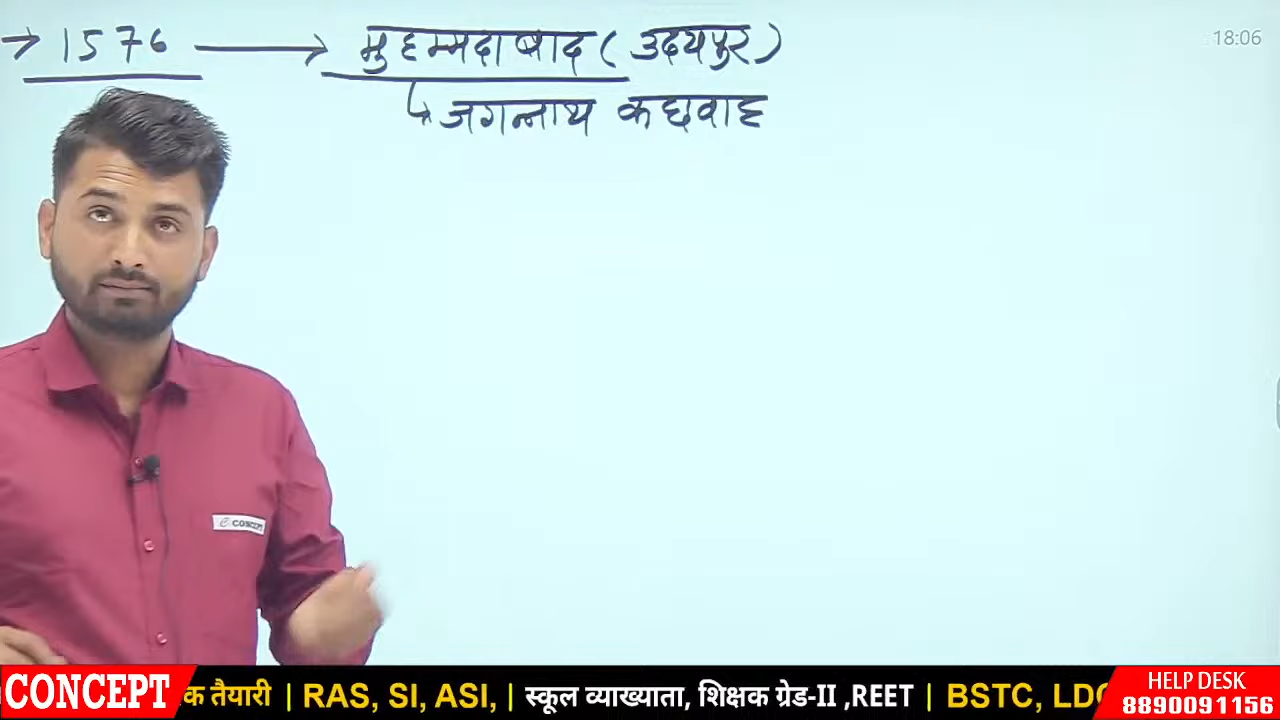 → 1576 → मुहम्मदाबाद (उदयपुर)
18:06
↳ जगन्नाथ कछवाह
e CONCEPT
CONCEPT
क तैयारी | RAS, SI, ASI, | स्कूल व्याख्याता, शिक्षक ग्रेड-II ,REET | BSTC, LDC
HELP DESK
8890091156